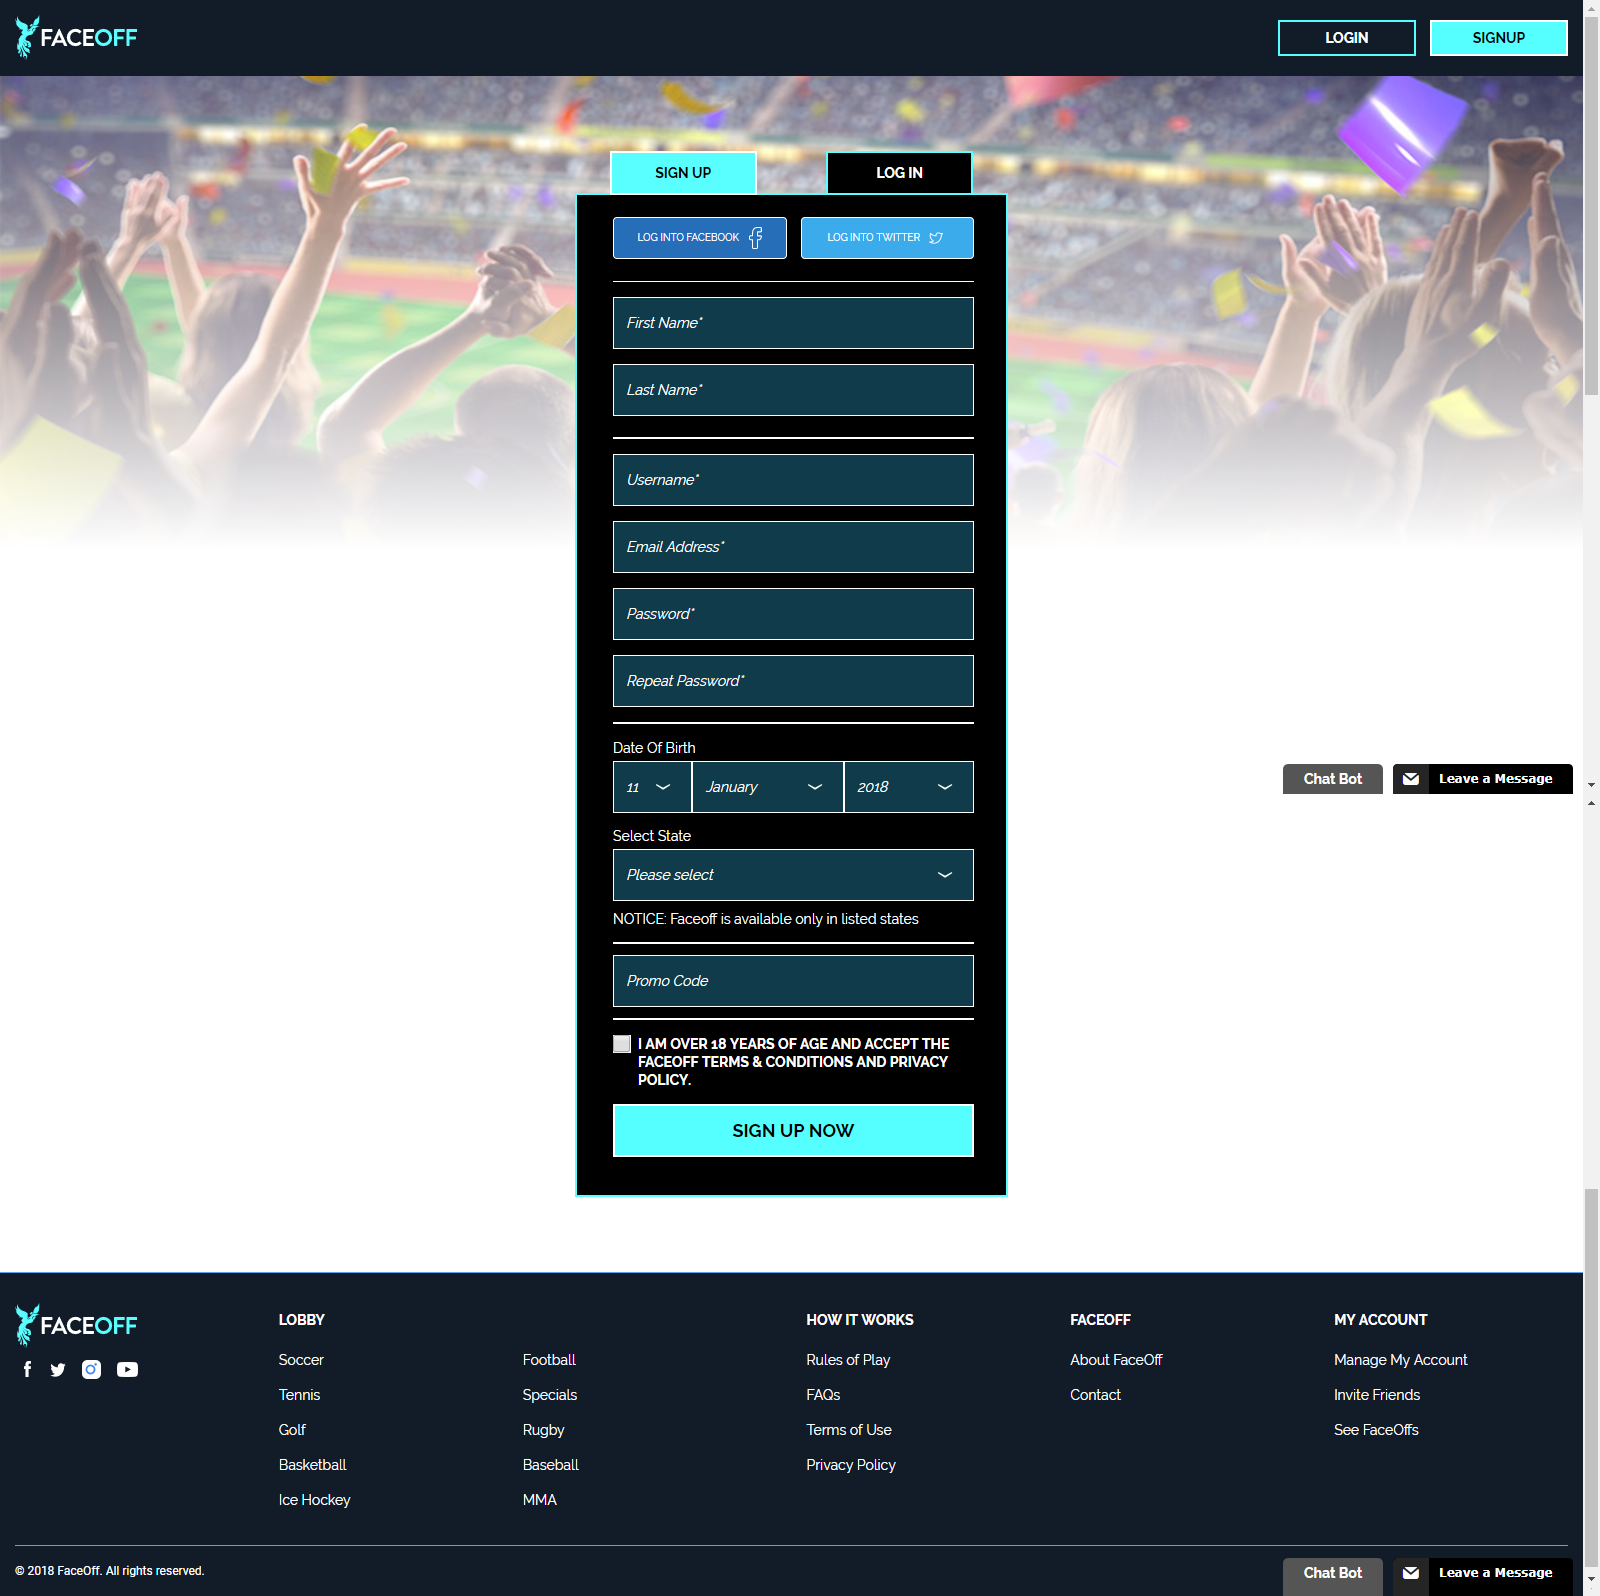 FACEOFF
LOGIN
SIGNUP
SIGN UP
LOG IN
LOG INTO FACEBOOK
LOG INTO TWITTER
First Name*
Last Name*
Username*
Email Address*
Password*
Repeat Password*
Date Of Birth
11
January
2018
Chat Bot
Leave a Message
Select State
Please select
NOTICE: Faceoff is available only in listed states
Promo Code
I AM OVER 18 YEARS OF AGE AND ACCEPT THE
FACEOFF TERMS & CONDITIONS AND PRIVACY
POLICY.
SIGN UP NOW
FACEOFF
LOBBY
Soccer
Tennis
Golf
Basketball
Ice Hockey
Football
Specials
Rugby
Baseball
MMA
HOW IT WORKS
Rules of Play
FAQs
Terms of Use
Privacy Policy
FACEOFF
About FaceOff
Contact
MY ACCOUNT
Manage My Account
Invite Friends
See FaceOffs
© 2018 FaceOff. All rights reserved.
Chat Bot
Leave a Message